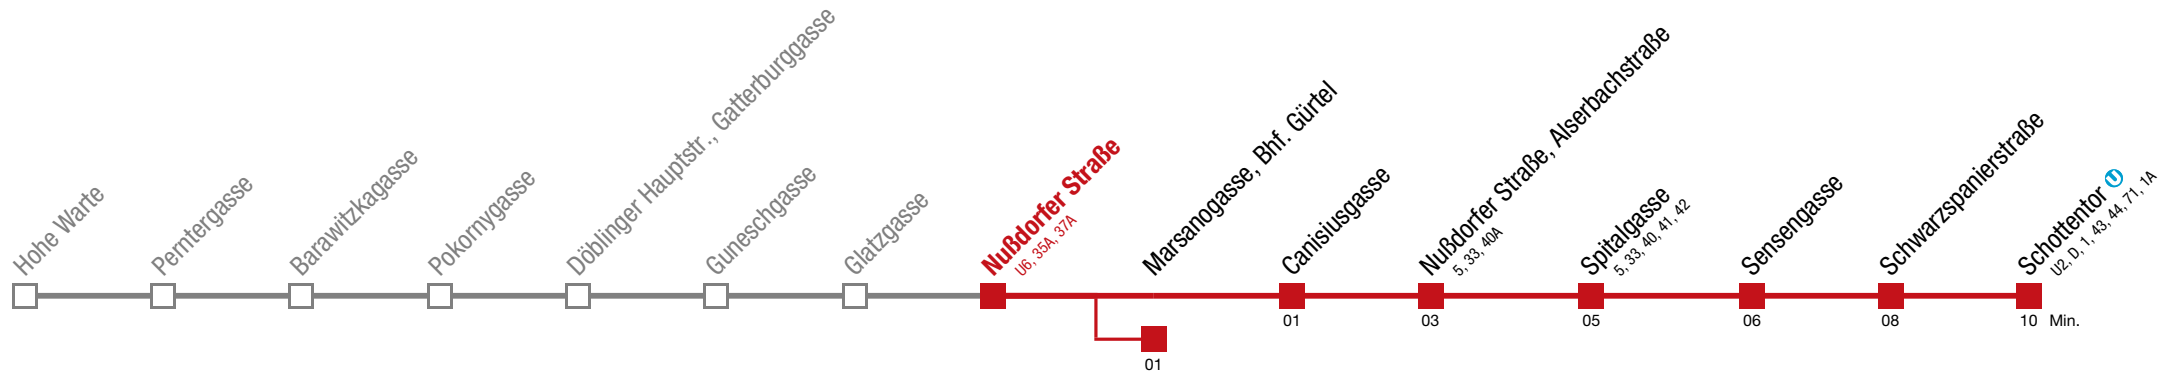 Hohe Warte
Perntergasse
Barawitzkagasse
Pokornygasse
Döblinger Hauptstr., Gatterburggasse
Guneschgasse
Glatzgasse
Nußdorfer Straße
U6, 35A, 37A
Marsanogasse, Bhf. Gürtel
Canisiusgasse
Nußdorfer Straße, Alserbachstraße
5, 33, 40A
Spitalgasse
5, 33, 40, 41, 42
Sensengasse
Schwarzspanierstraße
Schottentor U
U2, D, 1, 43, 44, 71, 1A
01
03
05
06
08
10 Min.
01